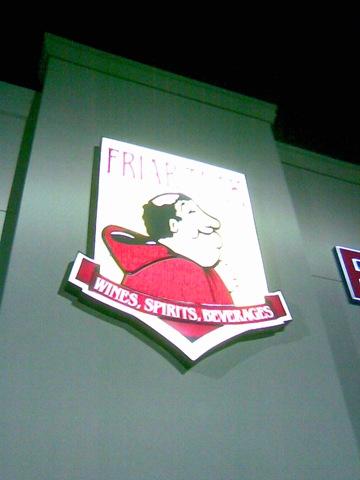 FRIAR
WINES, SPIRITS, BEVERAGES